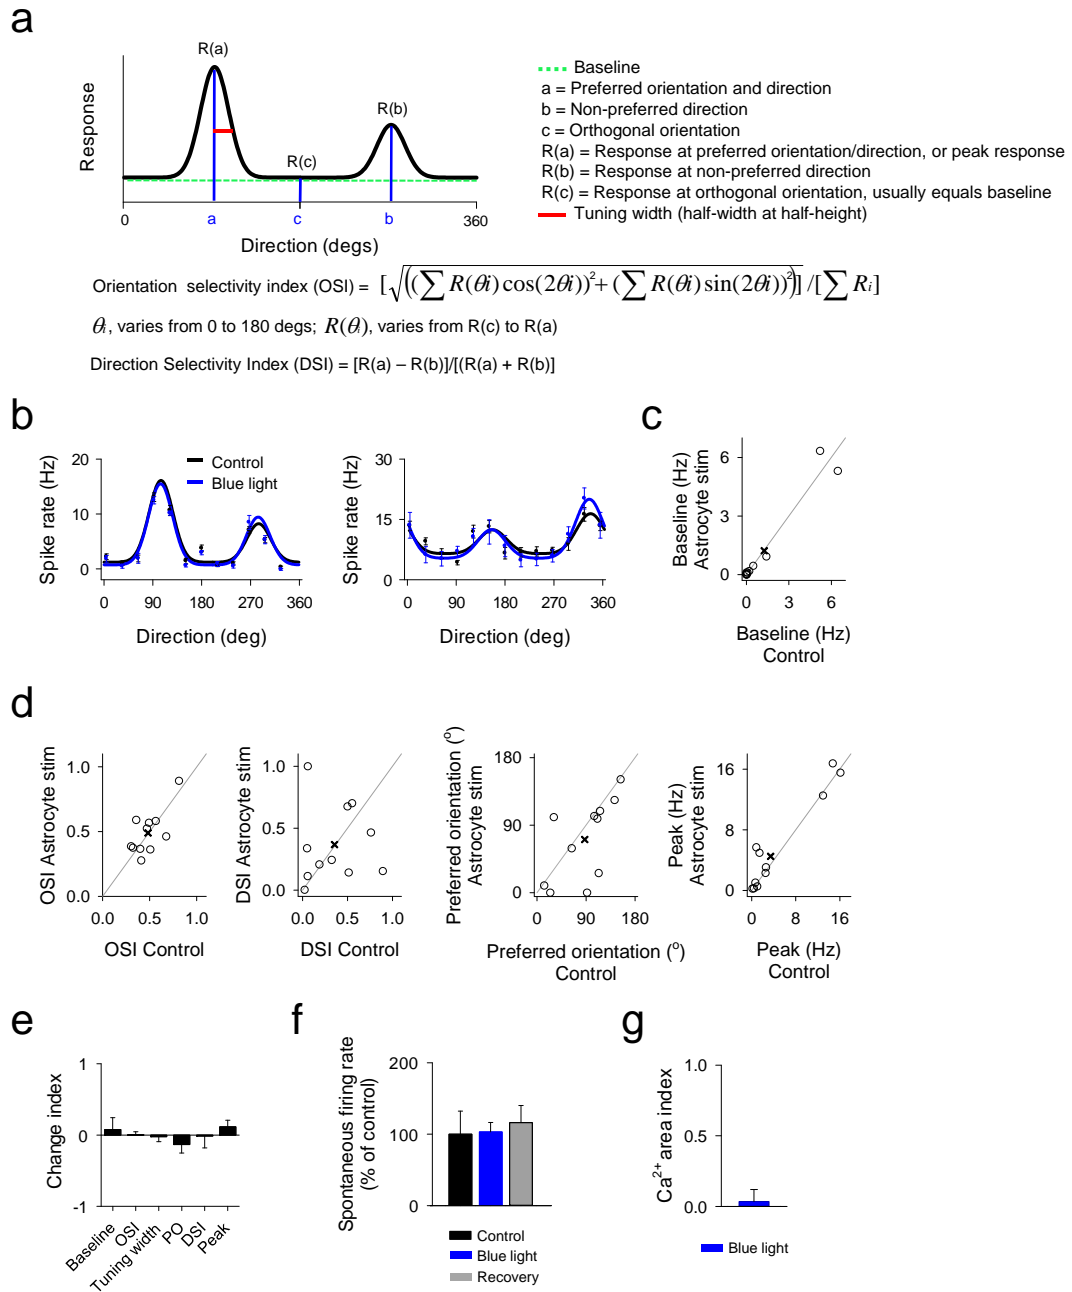 a
R(a)
R(b)
R(c)
Response
0
a
c
b
360
Direction (degs)
Baseline
a = Preferred orientation and direction
b = Non-preferred direction
c = Orthogonal orientation
R(a) = Response at preferred orientation/direction, or peak response
R(b) = Response at non-preferred direction
R(c) = Response at orthogonal orientation, usually equals baseline
Tuning width (half-width at half-height)
Orientation selectivity index (OSI) = [√((∑ R(θi) cos(2θi))² + (∑ R(θi) sin(2θi))²)] /[∑ Ri]
θi, varies from 0 to 180 degs; R(θi), varies from R(c) to R(a)
Direction Selectivity Index (DSI) = [R(a) – R(b)]/[(R(a) + R(b)]
b
Spike rate (Hz)
20
10
0
Control
Blue light
0 90 180 270 360
Direction (deg)
Spike rate (Hz)
30
15
0
0 90 180 270 360
Direction (deg)
c
Baseline (Hz)
Astrocyte stim
6
3
0
0 3 6
Baseline (Hz)
Control
d
OSI Astrocyte stim
1.0
0.5
0.0
0.0 0.5 1.0
OSI Control
DSI Astrocyte stim
1.0
0.5
0.0
0.0 0.5 1.0
DSI Control
Preferred orientation (°)
Astrocyte stim
180
90
0
0 90 180
Preferred orientation (°)
Control
Peak (Hz)
Astrocyte stim
16
8
0
0 8 16
Peak (Hz)
Control
e
Change index
1
0
-1
Baseline
OSI
Tuning width
PO
DSI
Peak
f
Spontaneous firing rate
(% of control)
200
100
0
Control
Blue light
Recovery
g
Ca²⁺ area index
1.0
0.5
0.0
Blue light